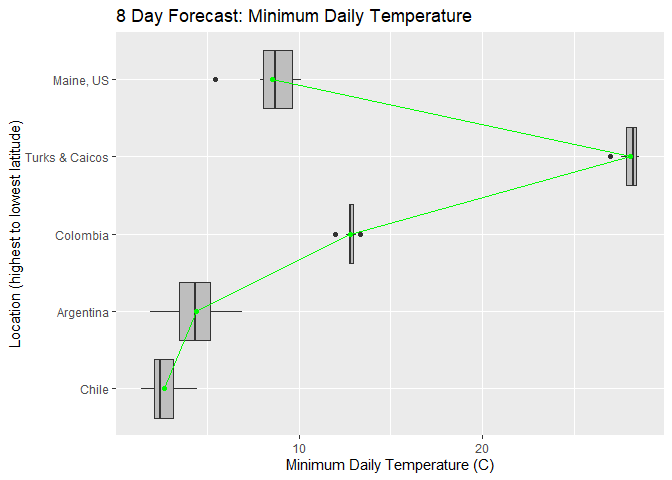 8 Day Forecast: Minimum Daily Temperature
Location (highest to lowest latitude)
Maine, US
Turks & Caicos
Colombia
Argentina
Chile
10 20
Minimum Daily Temperature (C)